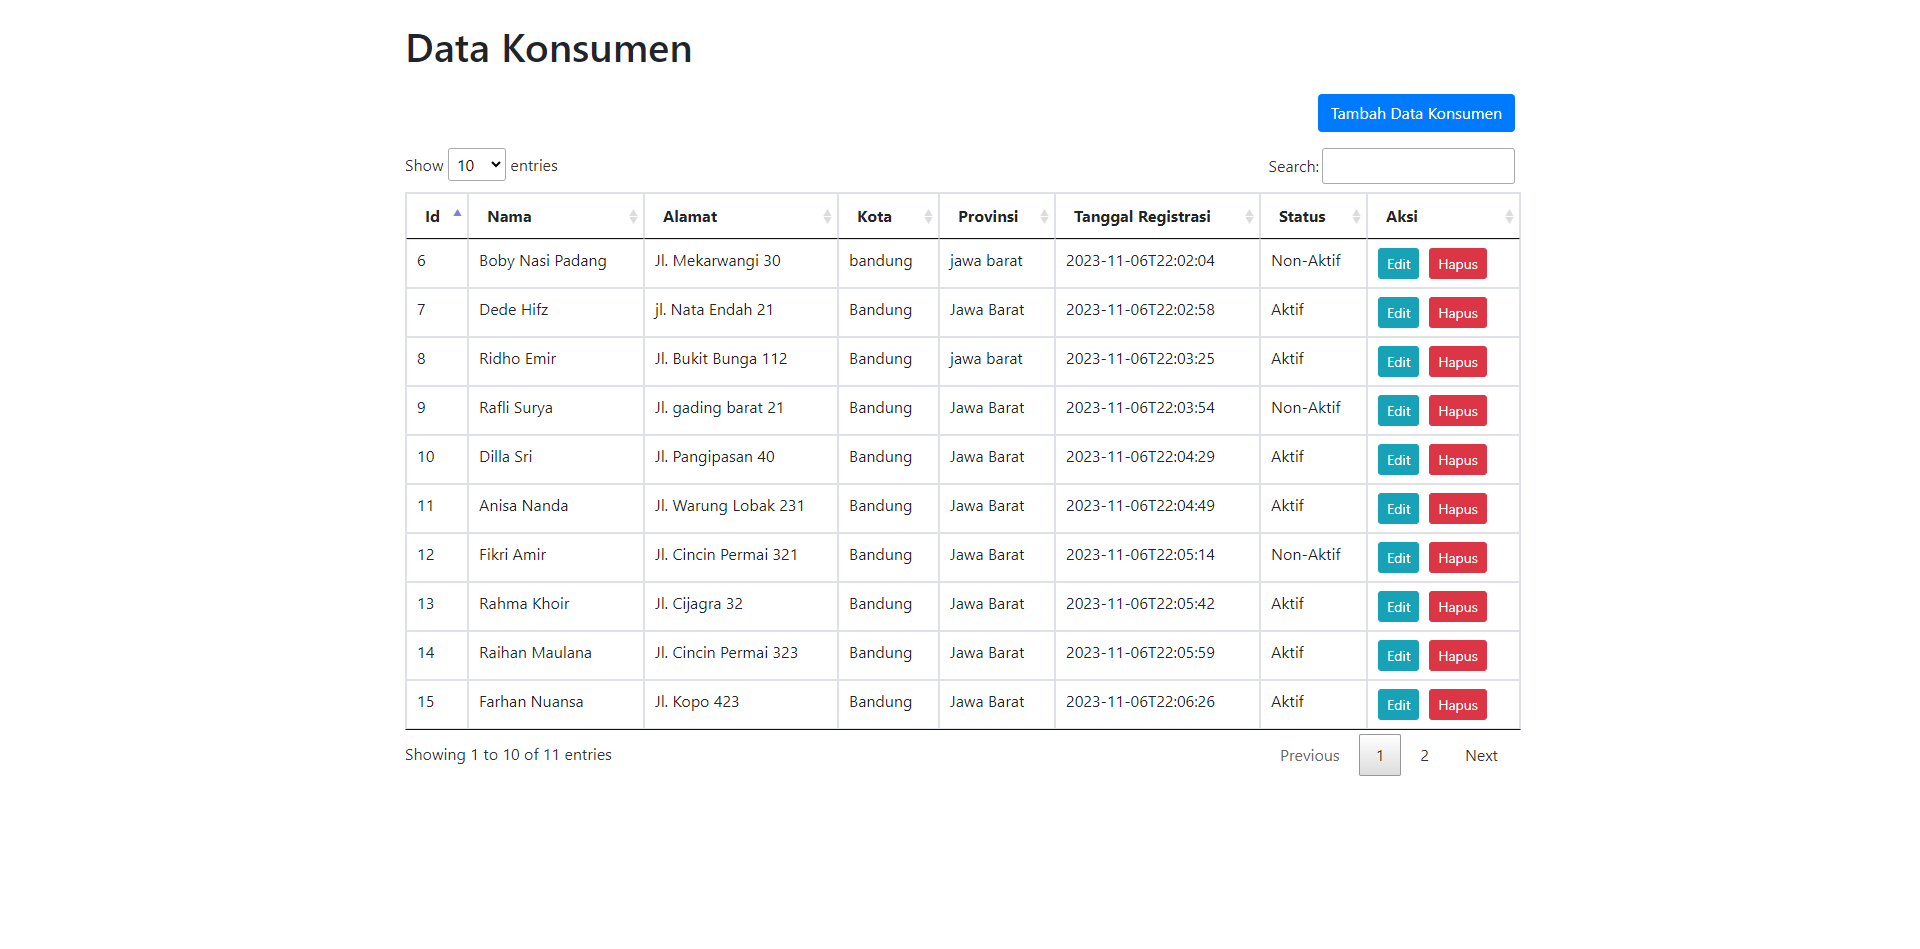 Data Konsumen
Tambah Data Konsumen
Show 10 entries Search:
Id Nama Alamat Kota Provinsi Tanggal Registrasi Status Aksi
6 Boby Nasi Padang Jl. Mekarwangi 30 bandung jawa barat 2023-11-06T22:02:04 Non-Aktif Edit Hapus
7 Dede Hifz jl. Nata Endah 21 Bandung Jawa Barat 2023-11-06T22:02:58 Aktif Edit Hapus
8 Ridho Emir Jl. Bukit Bunga 112 Bandung jawa barat 2023-11-06T22:03:25 Aktif Edit Hapus
9 Rafli Surya Jl. gading barat 21 Bandung Jawa Barat 2023-11-06T22:03:54 Non-Aktif Edit Hapus
10 Dilla Sri Jl. Pangipasan 40 Bandung Jawa Barat 2023-11-06T22:04:29 Aktif Edit Hapus
11 Anisa Nanda Jl. Warung Lobak 231 Bandung Jawa Barat 2023-11-06T22:04:49 Aktif Edit Hapus
12 Fikri Amir Jl. Cincin Permai 321 Bandung Jawa Barat 2023-11-06T22:05:14 Non-Aktif Edit Hapus
13 Rahma Khoir Jl. Cijagra 32 Bandung Jawa Barat 2023-11-06T22:05:42 Aktif Edit Hapus
14 Raihan Maulana Jl. Cincin Permai 323 Bandung Jawa Barat 2023-11-06T22:05:59 Aktif Edit Hapus
15 Farhan Nuansa Jl. Kopo 423 Bandung Jawa Barat 2023-11-06T22:06:26 Aktif Edit Hapus
Showing 1 to 10 of 11 entries Previous 1 2 Next